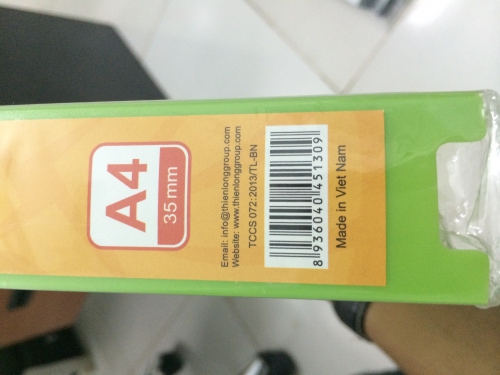 A4
35 mm
Email: info@thienlonggroup.com
Website: www.thienlonggroup.com
TCCS 072:2013/TL-BN
8 936040 451309
Made in Viet Nam